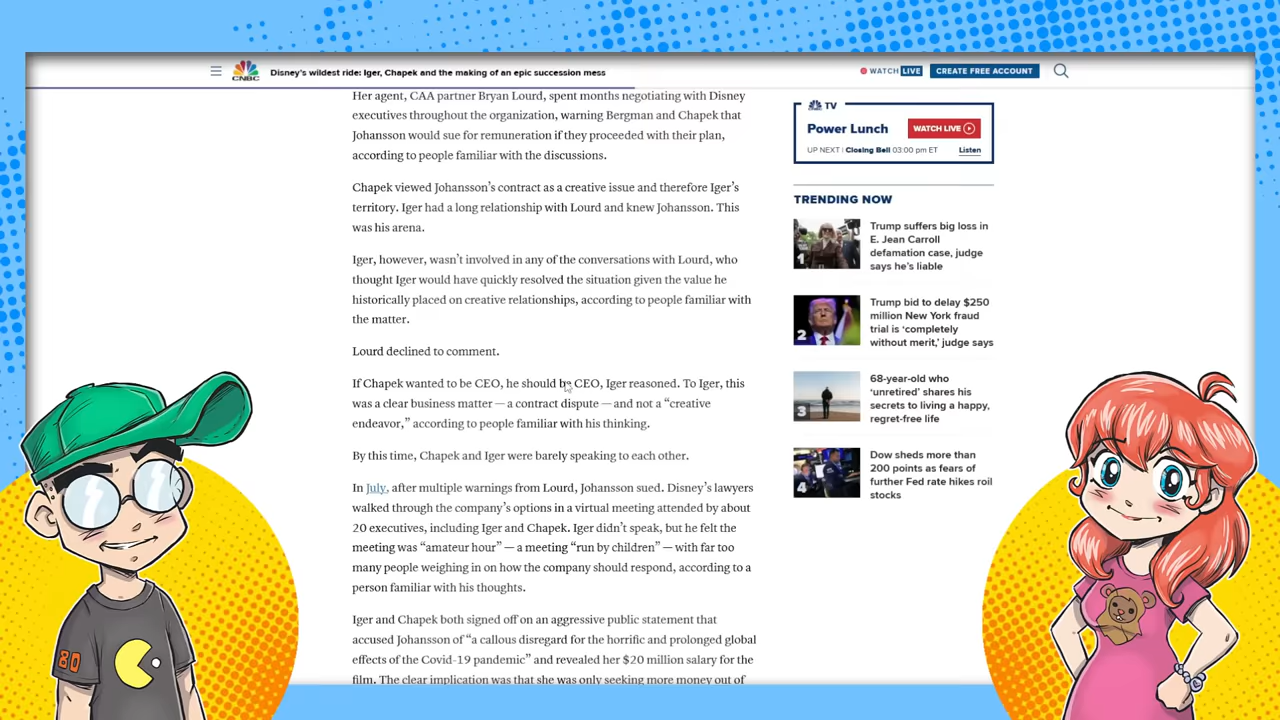 CNBC
Disney's wildest ride: Iger, Chapek and the making of an epic succession mess
WATCH LIVE
CREATE FREE ACCOUNT
Her agent, CAA partner Bryan Lourd, spent months negotiating with Disney
executives throughout the organization, warning Bergman and Chapek that
Johansson would sue for remuneration if they proceeded with their plan,
according to people familiar with the discussions.
Chapek viewed Johansson's contract as a creative issue and therefore Iger's
territory. Iger had a long relationship with Lourd and knew Johansson. This
was his arena.
Iger, however, wasn't involved in any of the conversations with Lourd, who
thought Iger would have quickly resolved the situation given the value he
historically placed on creative relationships, according to people familiar with
the matter.
Lourd declined to comment.
If Chapek wanted to be CEO, he should be CEO, Iger reasoned. To Iger, this
was a clear business matter — a contract dispute — and not a “creative
endeavor,” according to people familiar with his thinking.
By this time, Chapek and Iger were barely speaking to each other.
In July, after multiple warnings from Lourd, Johansson sued. Disney's lawyers
walked through the company's options in a virtual meeting attended by about
20 executives, including Iger and Chapek. Iger didn't speak, but he felt the
meeting was “amateur hour” — a meeting “run by children” — with far too
many people weighing in on how the company should respond, according to a
person familiar with his thoughts.
Iger and Chapek both signed off on an aggressive public statement that
accused Johansson of “a callous disregard for the horrific and prolonged global
effects of the Covid-19 pandemic” and revealed her $20 million salary for the
film. The clear implication was that she was only seeking more money out of
TV
Power Lunch
WATCH LIVE
UP NEXT | Closing Bell 03:00 pm ET
Listen
TRENDING NOW
1
Trump suffers big loss in
E. Jean Carroll
defamation case, judge
says he's liable
2
Trump bid to delay $250
million New York fraud
trial is ‘completely
without merit,’ judge says
3
68-year-old who
‘unretired’ shares his
secrets to living a happy,
regret-free life
4
Dow sheds more than
200 points as fears of
further Fed rate hikes roil
stocks
80